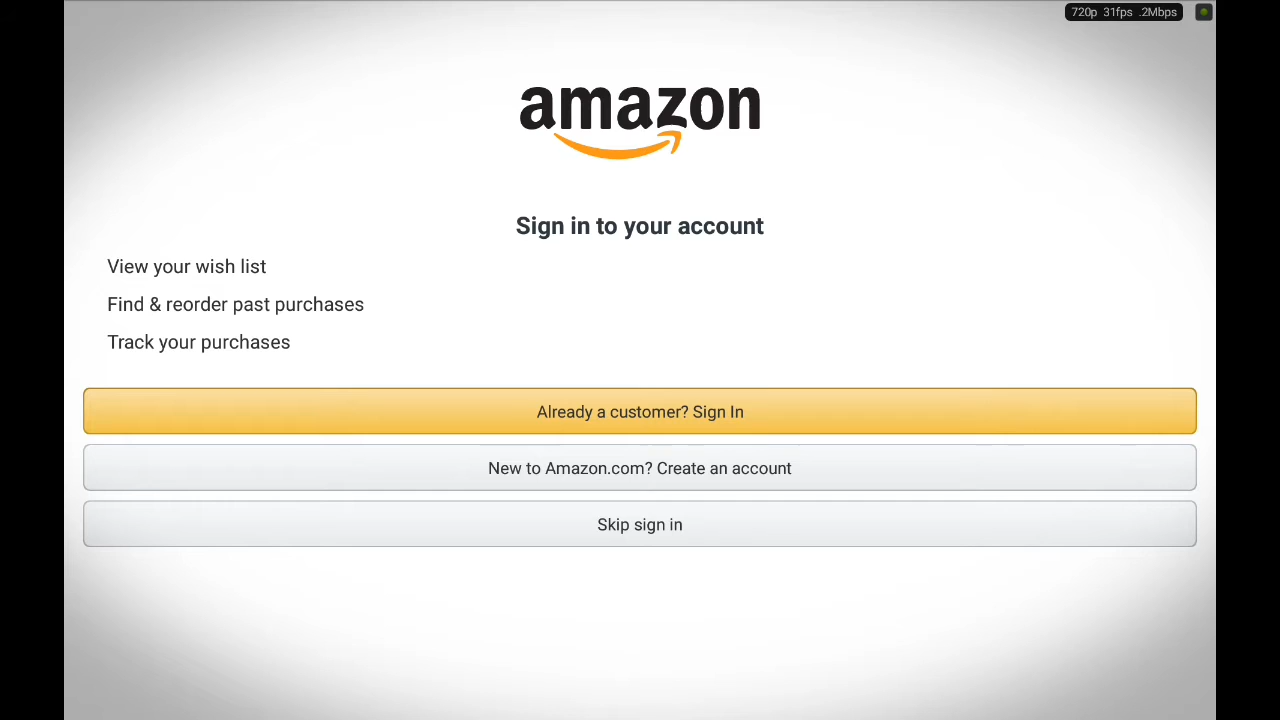 720p 31fps .2Mbps
amazon
Sign in to your account
View your wish list
Find & reorder past purchases
Track your purchases
Already a customer? Sign In
New to Amazon.com? Create an account
Skip sign in